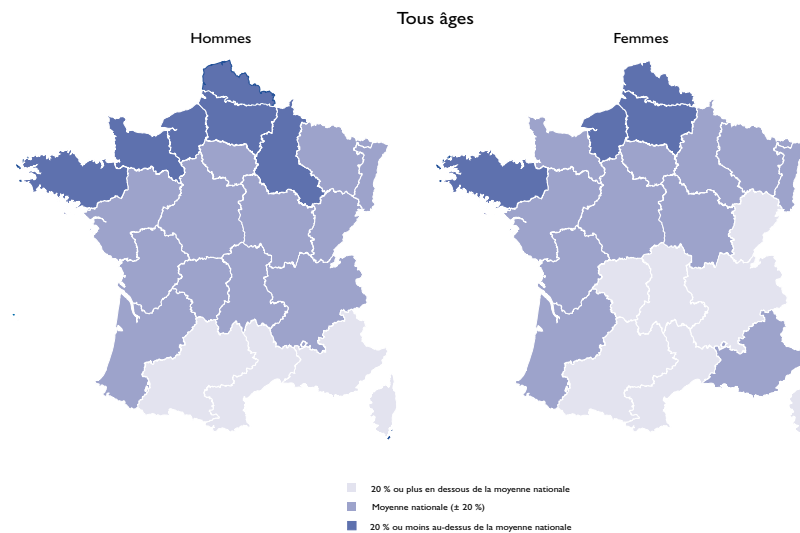 Tous âges
Hommes
Femmes
20 % ou plus en dessous de la moyenne nationale
Moyenne nationale (± 20 %)
20 % ou moins au-dessus de la moyenne nationale